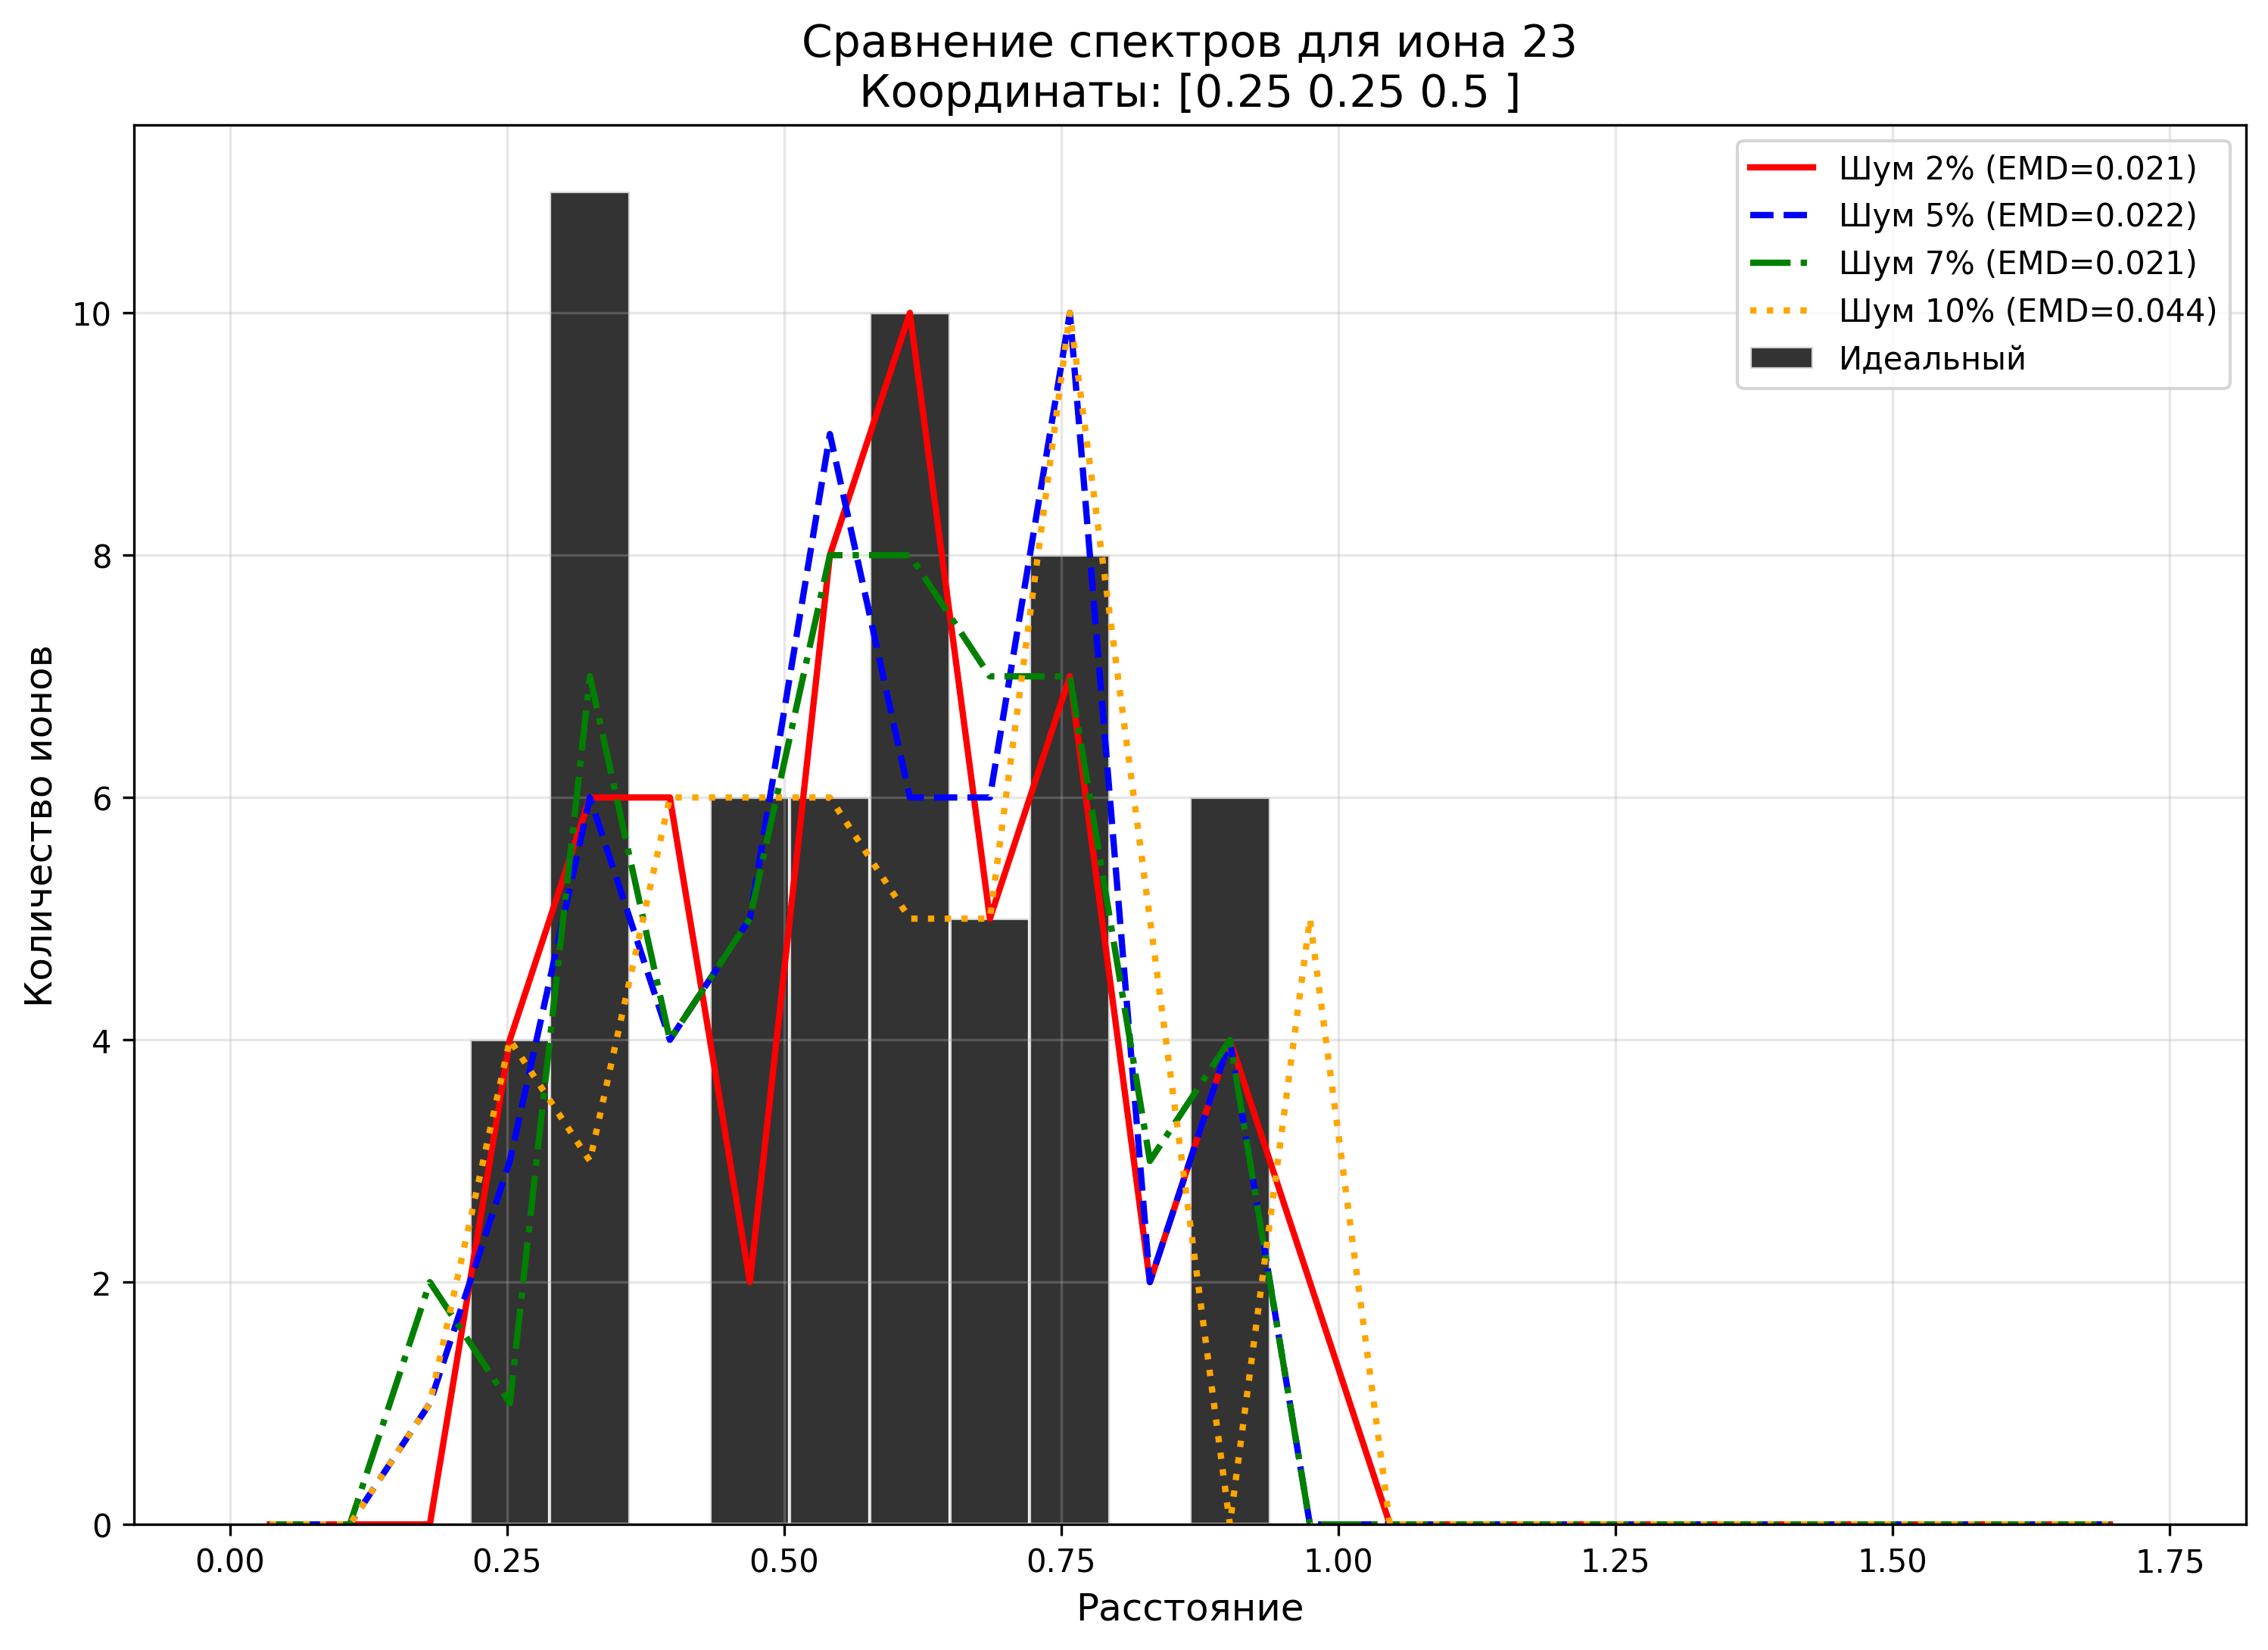 Сравнение спектров для иона 23
Координаты: [0.25 0.25 0.5 ]
Шум 2% (EMD=0.021)
Шум 5% (EMD=0.022)
Шум 7% (EMD=0.021)
Шум 10% (EMD=0.044)
Идеальный
Количество ионов
10
8
6
4
2
0
0.00 0.25 0.50 0.75 1.00 1.25 1.50 1.75
Расстояние